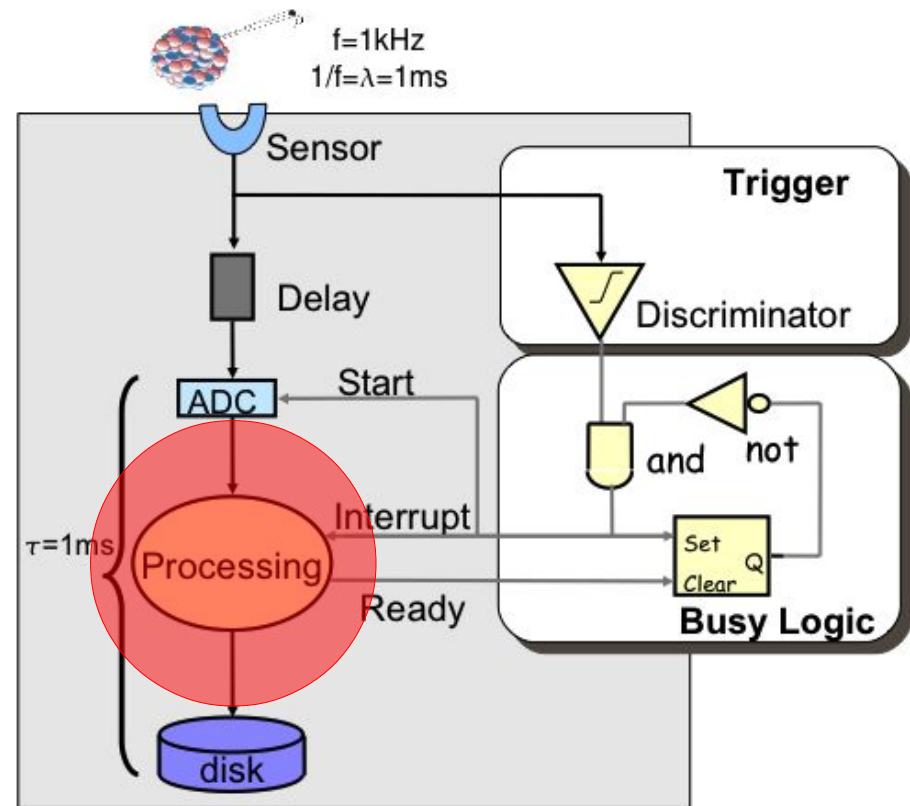 f=1kHz
1/f=λ=1ms
Sensor
Trigger
Delay
Discriminator
ADC
Start
and
not
Interrupt
τ=1ms
Processing
Set
Q
Clear
Ready
Busy Logic
disk